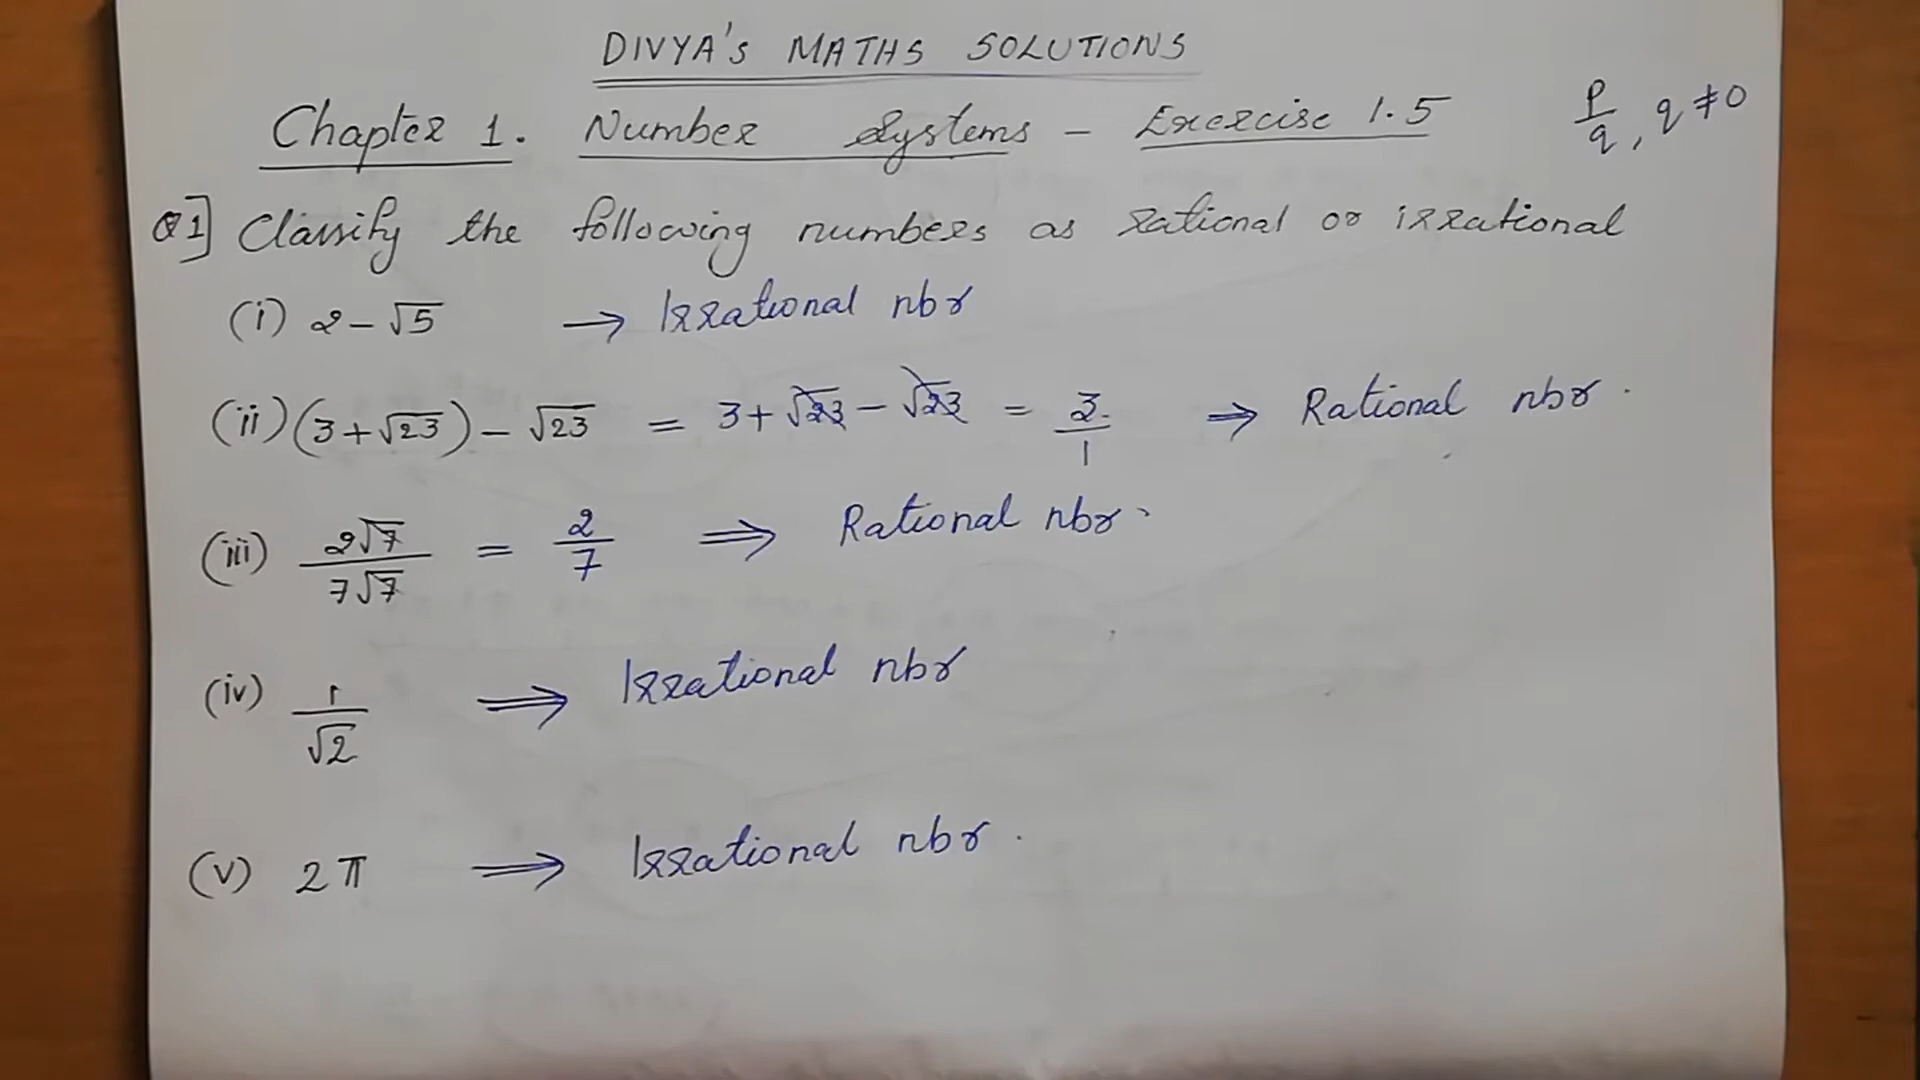 DIVYA'S MATHS SOLUTIONS
Chapter 1. Number Systems - Exercise 1.5 p/q, q ≠ 0
Q1] Classify the following numbers as rational or irrational
(i) 2 - √5 → Irrational nbr
(ii) (3 + √23) - √23 = 3 + √23 - √23 = 3/1 ⇒ Rational nbr.
(iii) 2√7/7√7 = 2/7 ⇒ Rational nbr.
(iv) 1/√2 ⇒ Irrational nbr
(v) 2π ⇒ Irrational nbr.